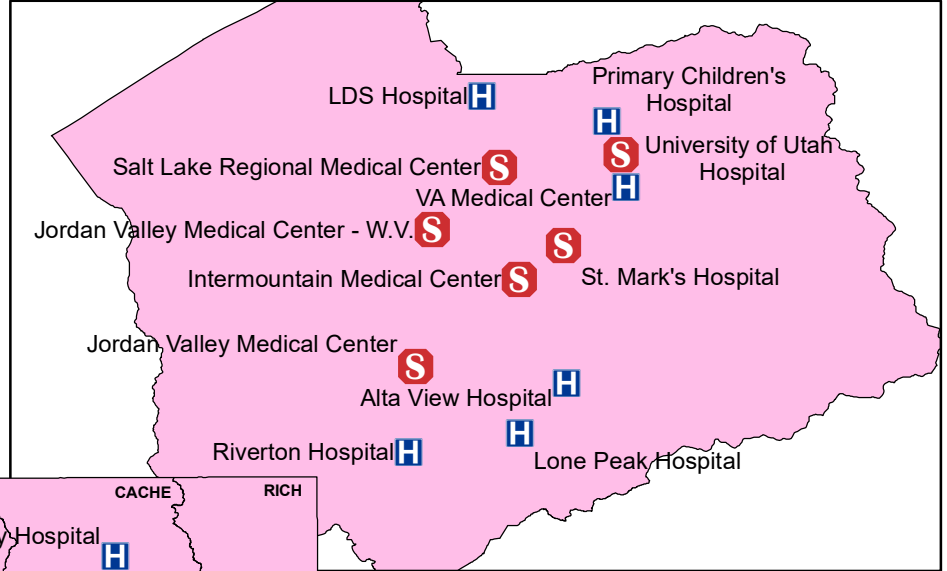 Primary Children's
Hospital
LDS Hospital H
H
S University of Utah
Hospital
Salt Lake Regional Medical Center S
VA Medical Center H
Jordan Valley Medical Center - W.V. S
S
Intermountain Medical Center S
St. Mark's Hospital
Jordan Valley Medical Center
S
H
Alta View Hospital
H
Riverton Hospital H
Lone Peak Hospital
CACHE
RICH
y Hospital
H